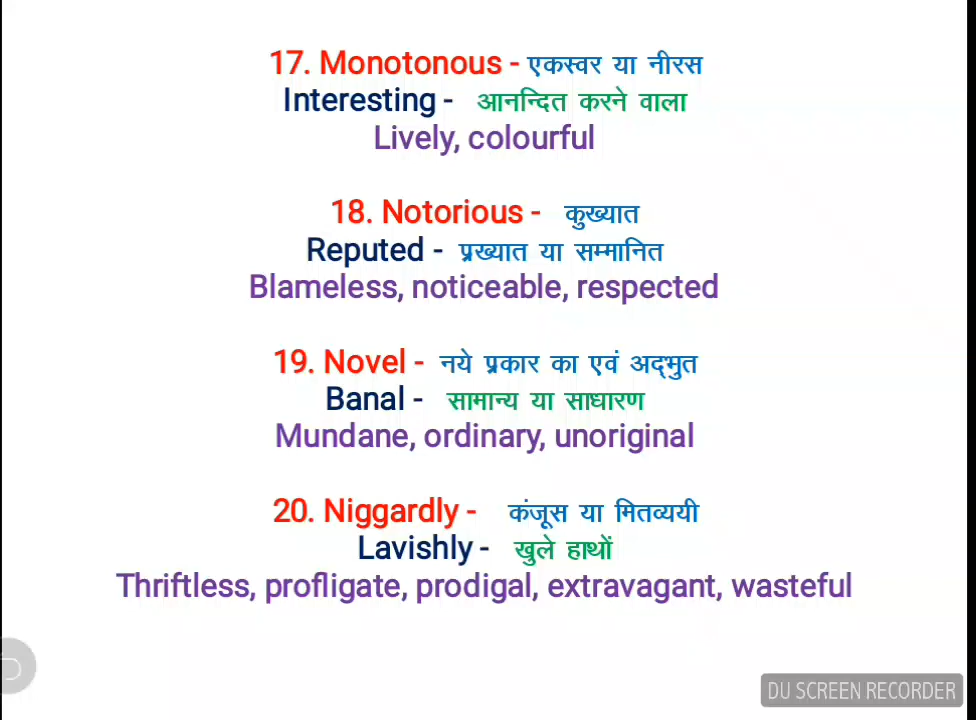 17. Monotonous - एकस्वर या नीरस
Interesting - आनन्दित करने वाला
Lively, colourful
18. Notorious - कुख्यात
Reputed - प्रख्यात या सम्मानित
Blameless, noticeable, respected
19. Novel - नये प्रकार का एवं अद्भुत
Banal - सामान्य या साधारण
Mundane, ordinary, unoriginal
20. Niggardly - कंजूस या मितव्ययी
Lavishly - खुले हाथों
Thriftless, profligate, prodigal, extravagant, wasteful
DU SCREEN RECORDER